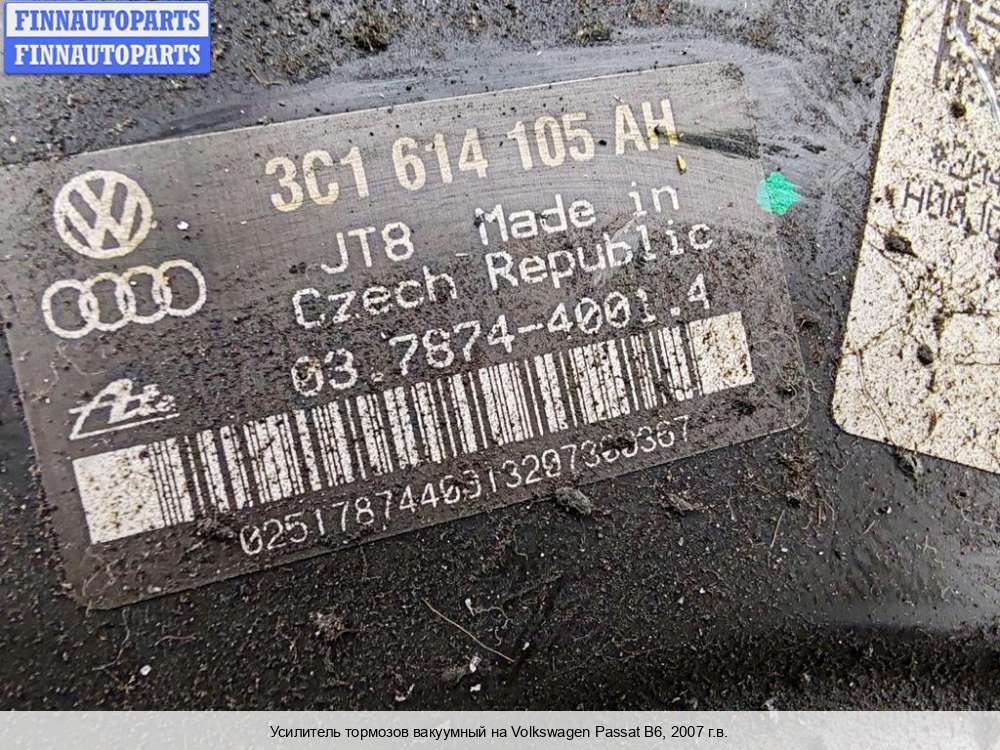 FINNAUTOPARTS
FINNAUTOPARTS
3C1 614 105 AH
JT8 Made in
Czech Republic
03.7874-4001.4
Ate
Усилитель тормозов вакуумный на Volkswagen Passat B6, 2007 г.в.